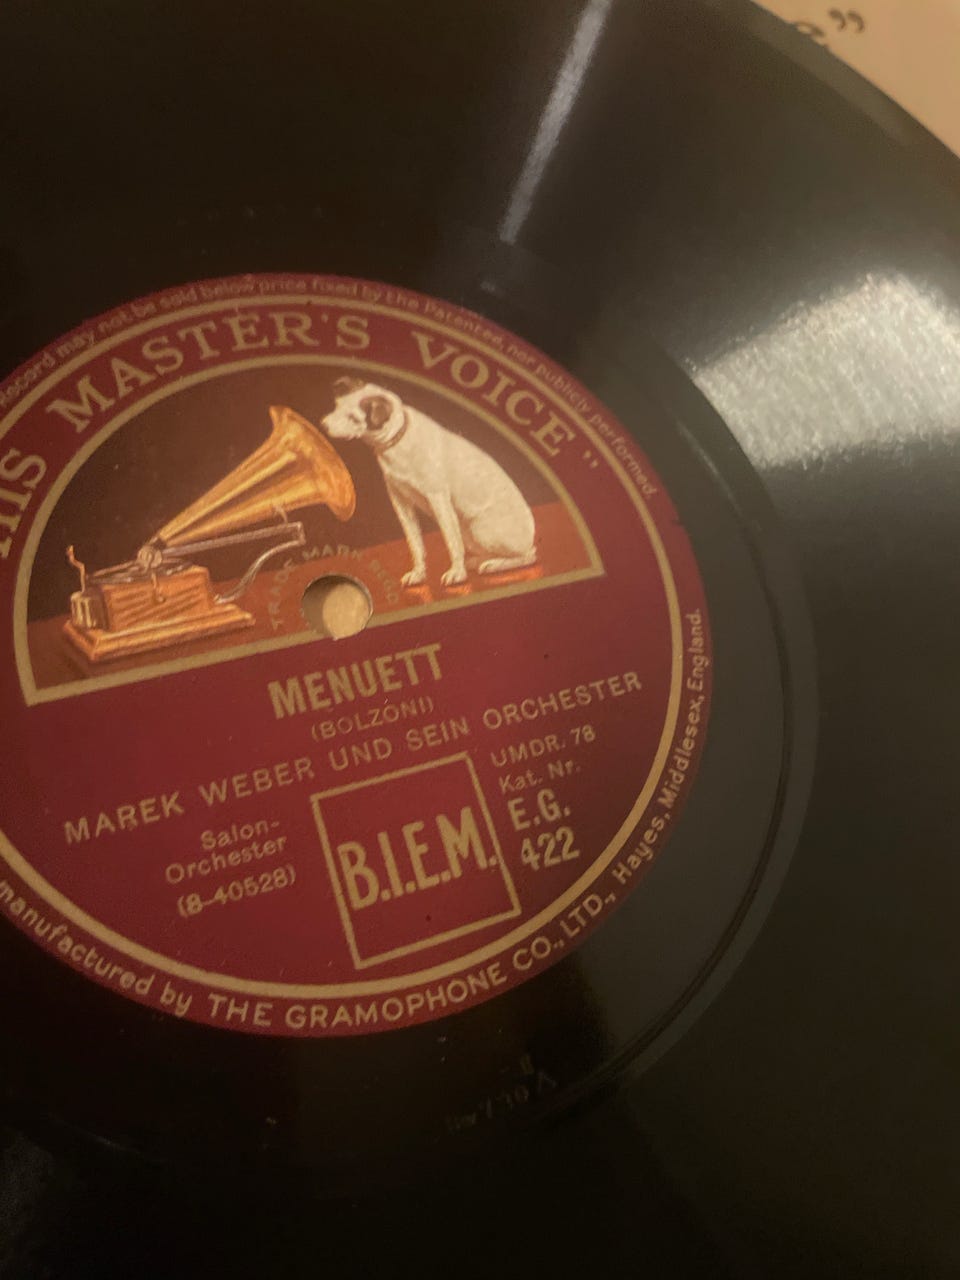 Record may not be sold below price fixed by the Patentees, nor publicly performed.
HIS MASTER'S VOICE"
TRADE MARK REGD
MENUETT
(BOLZONI)
MAREK WEBER UND SEIN ORCHESTER
Salon-
Orchester
(8-40528)
B.I.E.M.
UMDR. 78
Kat. Nr.
E.G.
422
manufactured by THE GRAMOPHONE CO., LTD., Hayes, Middlesex, England.
"